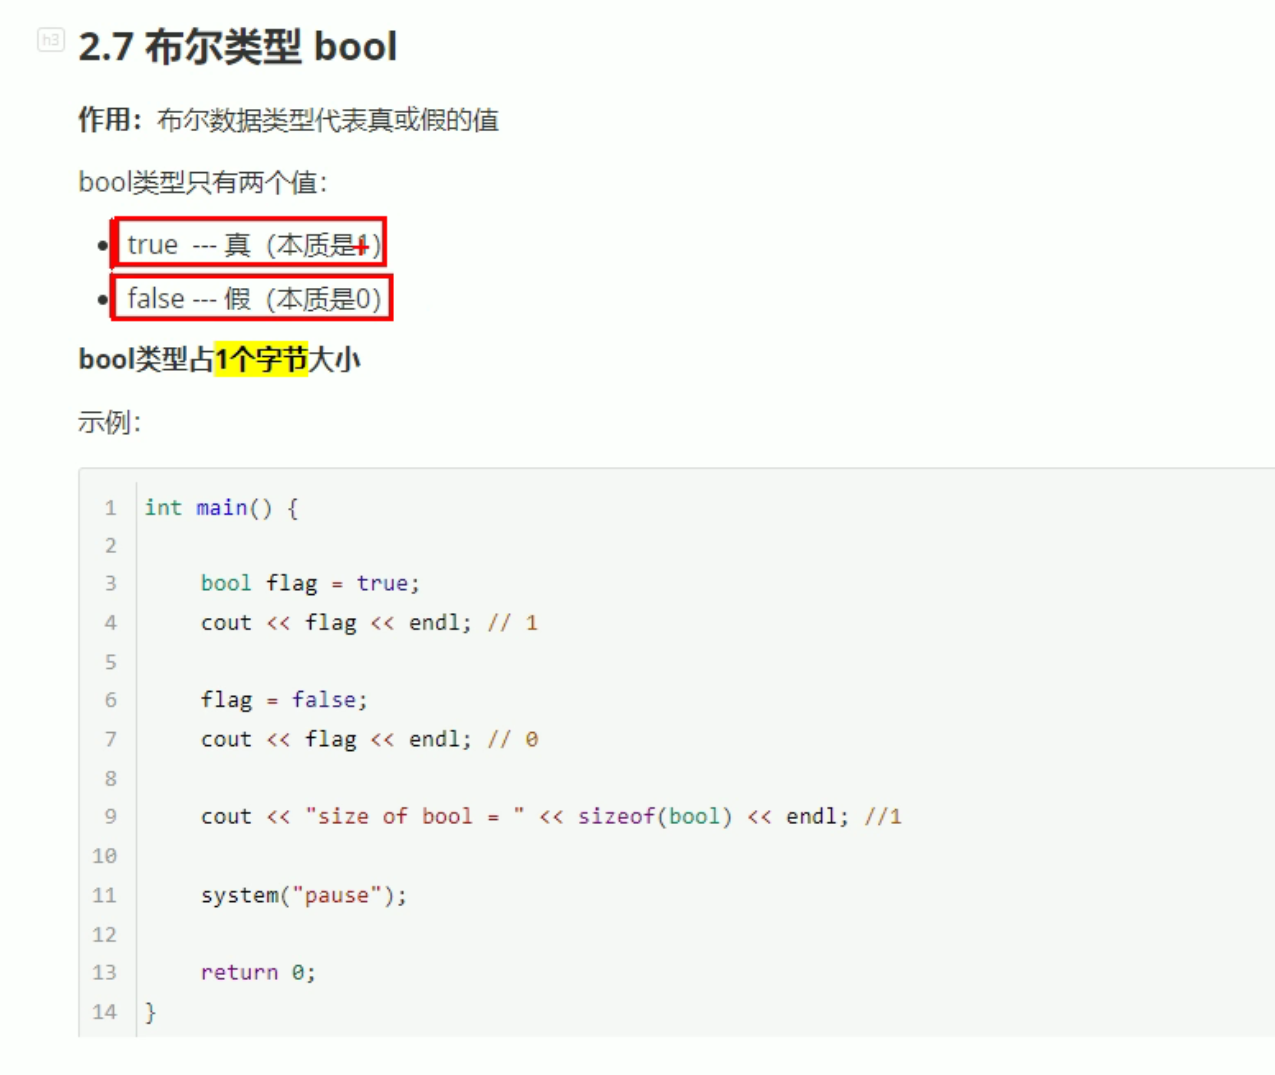 h3
2.7 布尔类型 bool
作用：布尔数据类型代表真或假的值
bool类型只有两个值：
• true --- 真（本质是1）
• false --- 假（本质是0）
bool类型占1个字节大小
示例：
1 int main() {
2
3 bool flag = true;
4 cout << flag << endl; // 1
5
6 flag = false;
7 cout << flag << endl; // 0
8
9 cout << "size of bool = " << sizeof(bool) << endl; //1
10
11 system("pause");
12
13 return 0;
14 }